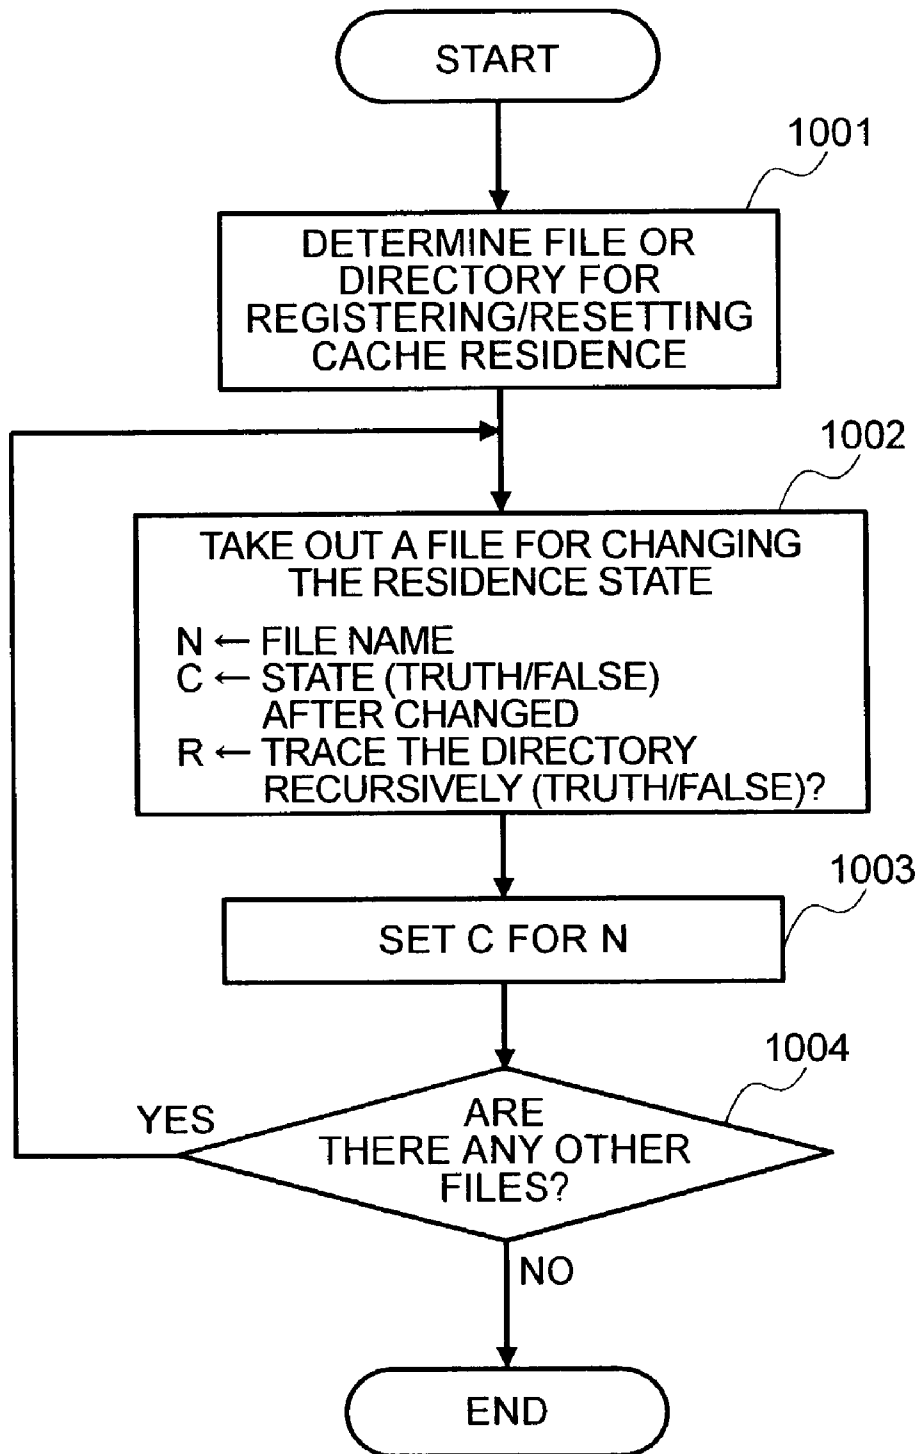 START
1001
DETERMINE FILE OR
DIRECTORY FOR
REGISTERING/RESETTING
CACHE RESIDENCE
1002
TAKE OUT A FILE FOR CHANGING
THE RESIDENCE STATE
N ← FILE NAME
C ← STATE (TRUTH/FALSE)
AFTER CHANGED
R ← TRACE THE DIRECTORY
RECURSIVELY (TRUTH/FALSE)?
1003
SET C FOR N
1004
YES
ARE
THERE ANY OTHER
FILES?
NO
END